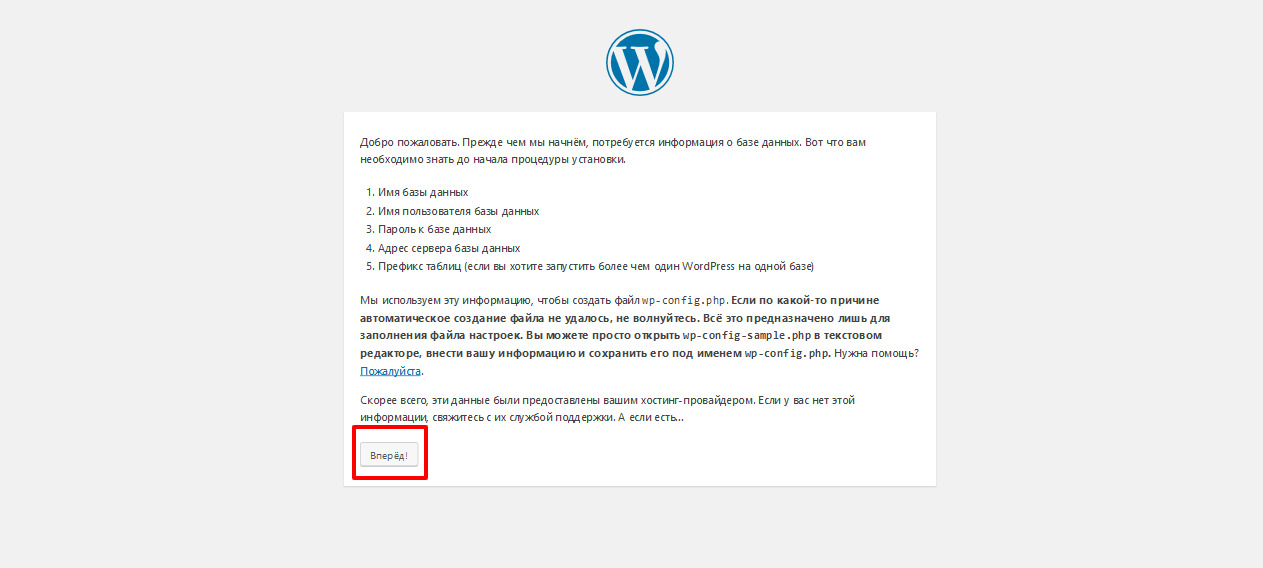 Добро пожаловать. Прежде чем мы начнём, потребуется информация о базе данных. Вот что вам
необходимо знать до начала процедуры установки.
1. Имя базы данных
2. Имя пользователя базы данных
3. Пароль к базе данных
4. Адрес сервера базы данных
5. Префикс таблиц (если вы хотите запустить более чем один WordPress на одной базе)
Мы используем эту информацию, чтобы создать файл wp-config.php. Если по какой-то причине
автоматическое создание файла не удалось, не волнуйтесь. Всё это предназначено лишь для
заполнения файла настроек. Вы можете просто открыть wp-config-sample.php в текстовом
редакторе, внести вашу информацию и сохранить его под именем wp-config.php. Нужна помощь?
Пожалуйста.
Скорее всего, эти данные были предоставлены вашим хостинг-провайдером. Если у вас нет этой
информации, свяжитесь с их службой поддержки. А если есть…
Вперёд!